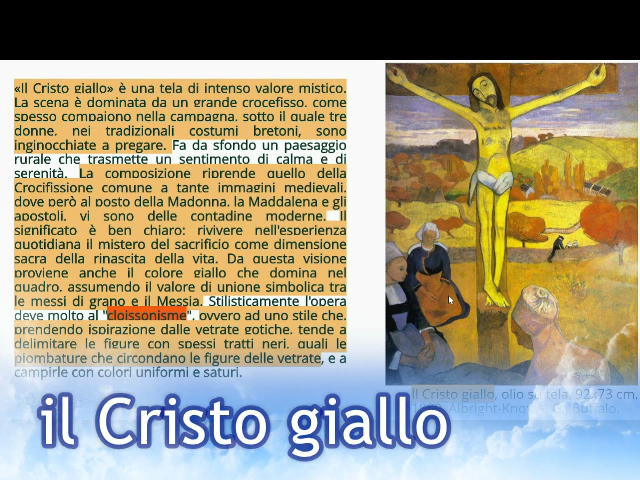 «Il Cristo giallo» è una tela di intenso valore mistico.
La scena è dominata da un grande crocefisso, come
spesso compaiono nella campagna, sotto il quale tre
donne, nei tradizionali costumi bretoni, sono
inginocchiate a pregare. Fa da sfondo un paesaggio
rurale che trasmette un sentimento di calma e di
serenità. La composizione riprende quello della
Crocifissione comune a tante immagini medievali,
dove però al posto della Madonna, la Maddalena e gli
apostoli, vi sono delle contadine moderne. Il
significato è ben chiaro: rivivere nell'esperienza
quotidiana il mistero del sacrificio come dimensione
sacra della rinascita della vita. Da questa visione
proviene anche il colore giallo che domina nel
quadro, assumendo il valore di unione simbolica tra
le messi di grano e il Messia. Stilisticamente l'opera
deve molto al "cloissonisme", ovvero ad uno stile che,
prendendo ispirazione dalle vetrate gotiche, tende a
delimitare le figure con spessi tratti neri, quali le
piombature che circondano le figure delle vetrate, e a
campirle con colori uniformi e saturi.
Il Cristo giallo, olio su tela, 92x73 cm,
Albright-Kno Buffalo.
il Cristo giallo